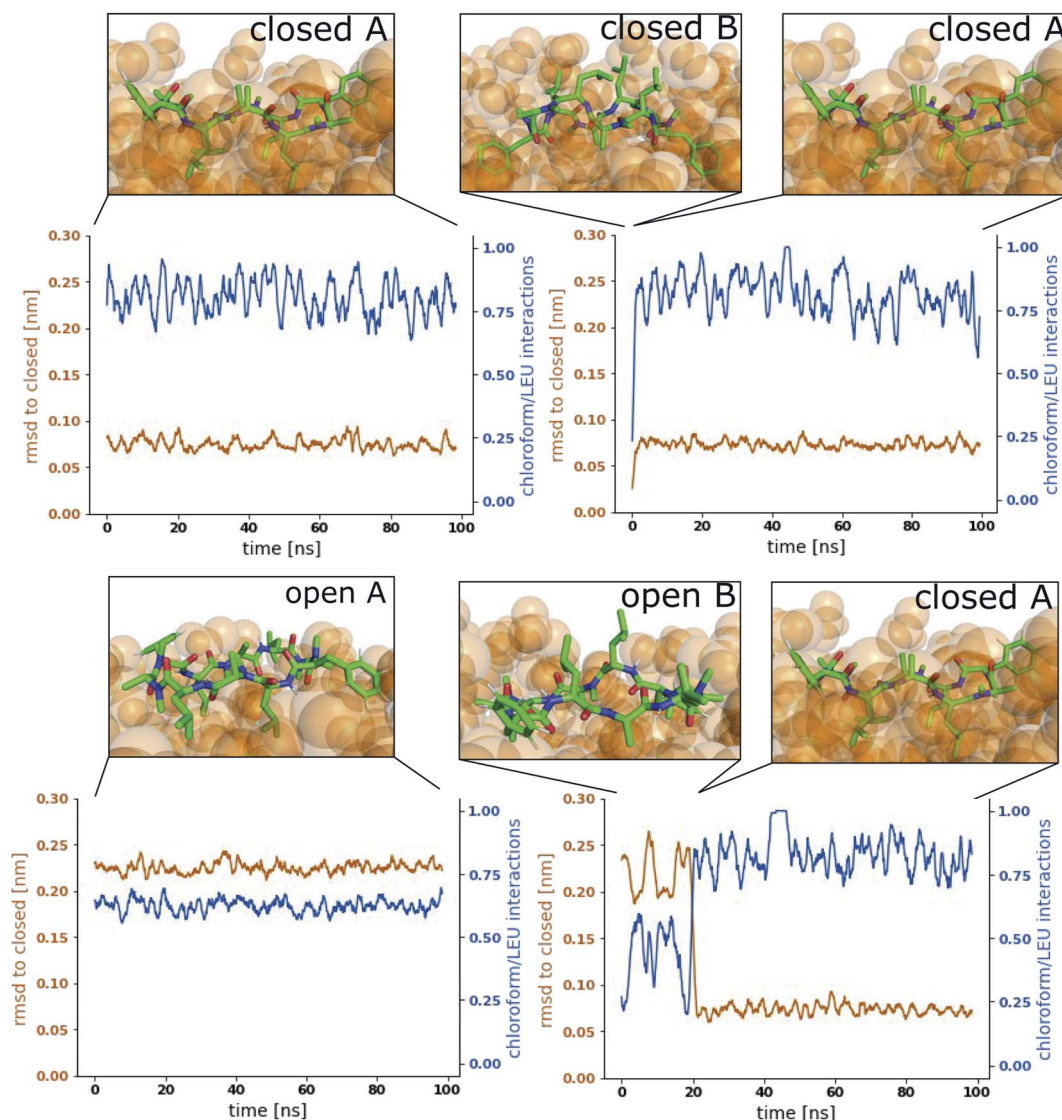 closed A
closed B
closed A
0.30
0.25
0.20
0.15
0.10
0.05
0.00
rmsd to closed [nm]
1.00
0.75
0.50
0.25
0.00
chloroform/LEU interactions
0 20 40 60 80 100
time [ns]
0.30
0.25
0.20
0.15
0.10
0.05
0.00
rmsd to closed [nm]
1.00
0.75
0.50
0.25
0.00
chloroform/LEU interactions
0 20 40 60 80 100
time [ns]
open A
open B
closed A
0.30
0.25
0.20
0.15
0.10
0.05
0.00
rmsd to closed [nm]
1.00
0.75
0.50
0.25
0.00
chloroform/LEU interactions
0 20 40 60 80 100
time [ns]
0.30
0.25
0.20
0.15
0.10
0.05
0.00
rmsd to closed [nm]
1.00
0.75
0.50
0.25
0.00
chloroform/LEU interactions
0 20 40 60 80 100
time [ns]